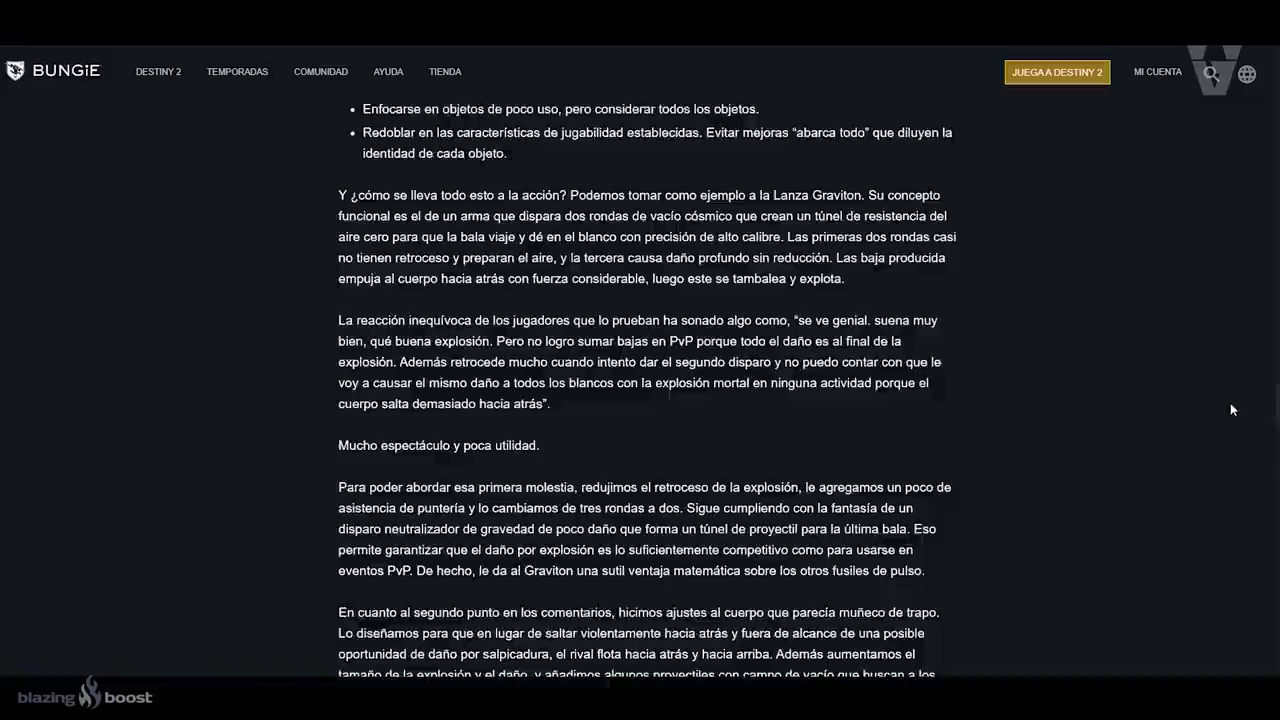 BUNGiE
DESTINY 2
TEMPORADAS
COMUNIDAD
AYUDA
TIENDA
JUEGA A DESTINY 2
MI CUENTA
• Enfocarse en objetos de poco uso, pero considerar todos los objetos.
• Redoblar en las características de jugabilidad establecidas. Evitar mejoras “abarca todo” que diluyen la
identidad de cada objeto.
Y ¿cómo se lleva todo esto a la acción? Podemos tomar como ejemplo a la Lanza Graviton. Su concepto
funcional es el de un arma que dispara dos rondas de vacío cósmico que crean un túnel de resistencia del
aire cero para que la bala viaje y dé en el blanco con precisión de alto calibre. Las primeras dos rondas casi
no tienen retroceso y preparan el aire, y la tercera causa daño profundo sin reducción. Las baja producida
empuja al cuerpo hacia atrás con fuerza considerable, luego este se tambalea y explota.
La reacción inequívoca de los jugadores que lo prueban ha sonado algo como, “se ve genial. suena muy
bien, qué buena explosión. Pero no logro sumar bajas en PvP porque todo el daño es al final de la
explosión. Además retrocede mucho cuando intento dar el segundo disparo y no puedo contar con que le
voy a causar el mismo daño a todos los blancos con la explosión mortal en ninguna actividad porque el
cuerpo salta demasiado hacia atrás”.
Mucho espectáculo y poca utilidad.
Para poder abordar esa primera molestia, redujimos el retroceso de la explosión, le agregamos un poco de
asistencia de puntería y lo cambiamos de tres rondas a dos. Sigue cumpliendo con la fantasía de un
disparo neutralizador de gravedad de poco daño que forma un túnel de proyectil para la última bala. Eso
permite garantizar que el daño por explosión es lo suficientemente competitivo como para usarse en
eventos PvP. De hecho, le da al Graviton una sutil ventaja matemática sobre los otros fusiles de pulso.
En cuanto al segundo punto en los comentarios, hicimos ajustes al cuerpo que parecía muñeco de trapo.
Lo diseñamos para que en lugar de saltar violentamente hacia atrás y fuera de alcance de una posible
oportunidad de daño por salpicadura, el rival flota hacia atrás y hacia arriba. Además aumentamos el
tamaño de la explosión y el daño, y añadimos algunos proyectiles con campo de vacío que buscan a los
blazing boost